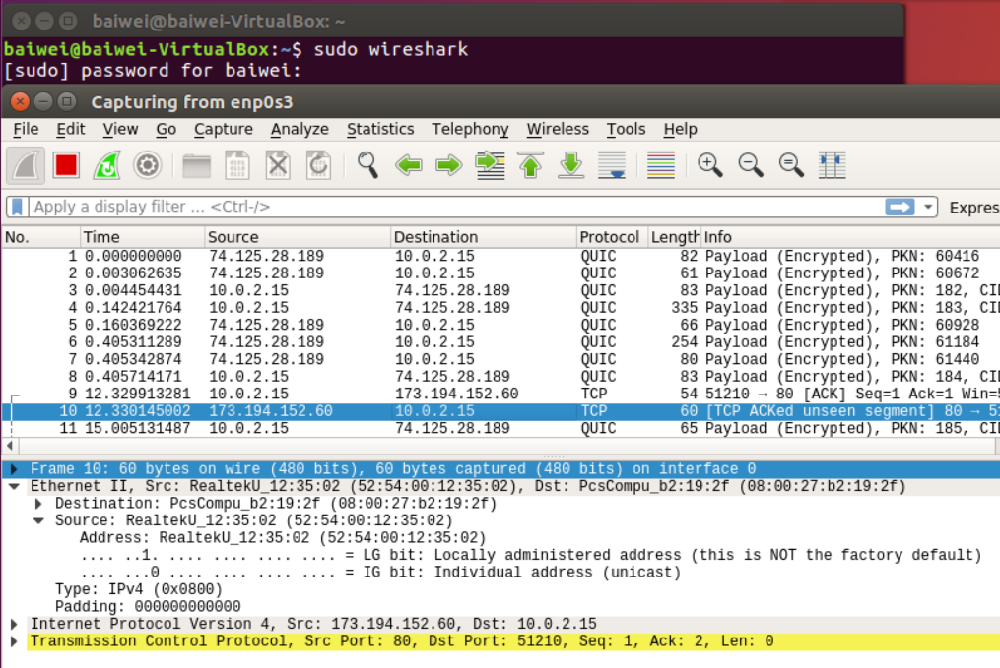 baiwei@baiwei-VirtualBox: ~
baiwei@baiwei-VirtualBox:~$ sudo wireshark
[sudo] password for baiwei:
Capturing from enp0s3
File Edit View Go Capture Analyze Statistics Telephony Wireless Tools Help
Apply a display filter ... <Ctrl-/> Expres
No. Time Source Destination Protocol Length Info
1 0.000000000 74.125.28.189 10.0.2.15 QUIC 82 Payload (Encrypted), PKN: 60416
2 0.003062635 74.125.28.189 10.0.2.15 QUIC 61 Payload (Encrypted), PKN: 60672
3 0.004454431 10.0.2.15 74.125.28.189 QUIC 83 Payload (Encrypted), PKN: 182, CID
4 0.142421764 10.0.2.15 74.125.28.189 QUIC 335 Payload (Encrypted), PKN: 183, CID
5 0.160369222 74.125.28.189 10.0.2.15 QUIC 66 Payload (Encrypted), PKN: 60928
6 0.405311289 74.125.28.189 10.0.2.15 QUIC 254 Payload (Encrypted), PKN: 61184
7 0.405342874 74.125.28.189 10.0.2.15 QUIC 80 Payload (Encrypted), PKN: 61440
8 0.405714171 10.0.2.15 74.125.28.189 QUIC 83 Payload (Encrypted), PKN: 184, CID
9 12.329913281 10.0.2.15 173.194.152.60 TCP 54 51210 → 80 [ACK] Seq=1 Ack=1 Win=5
10 12.330145002 173.194.152.60 10.0.2.15 TCP 60 [TCP ACKed unseen segment] 80 → 51
11 15.005131487 10.0.2.15 74.125.28.189 QUIC 65 Payload (Encrypted), PKN: 185, CID
Frame 10: 60 bytes on wire (480 bits), 60 bytes captured (480 bits) on interface 0
Ethernet II, Src: RealtekU_12:35:02 (52:54:00:12:35:02), Dst: PcsCompu_b2:19:2f (08:00:27:b2:19:2f)
Destination: PcsCompu_b2:19:2f (08:00:27:b2:19:2f)
Source: RealtekU_12:35:02 (52:54:00:12:35:02)
Address: RealtekU_12:35:02 (52:54:00:12:35:02)
.... ..1. .... .... .... .... = LG bit: Locally administered address (this is NOT the factory default)
.... ...0 .... .... .... .... = IG bit: Individual address (unicast)
Type: IPv4 (0x0800)
Padding: 000000000000
Internet Protocol Version 4, Src: 173.194.152.60, Dst: 10.0.2.15
Transmission Control Protocol, Src Port: 80, Dst Port: 51210, Seq: 1, Ack: 2, Len: 0